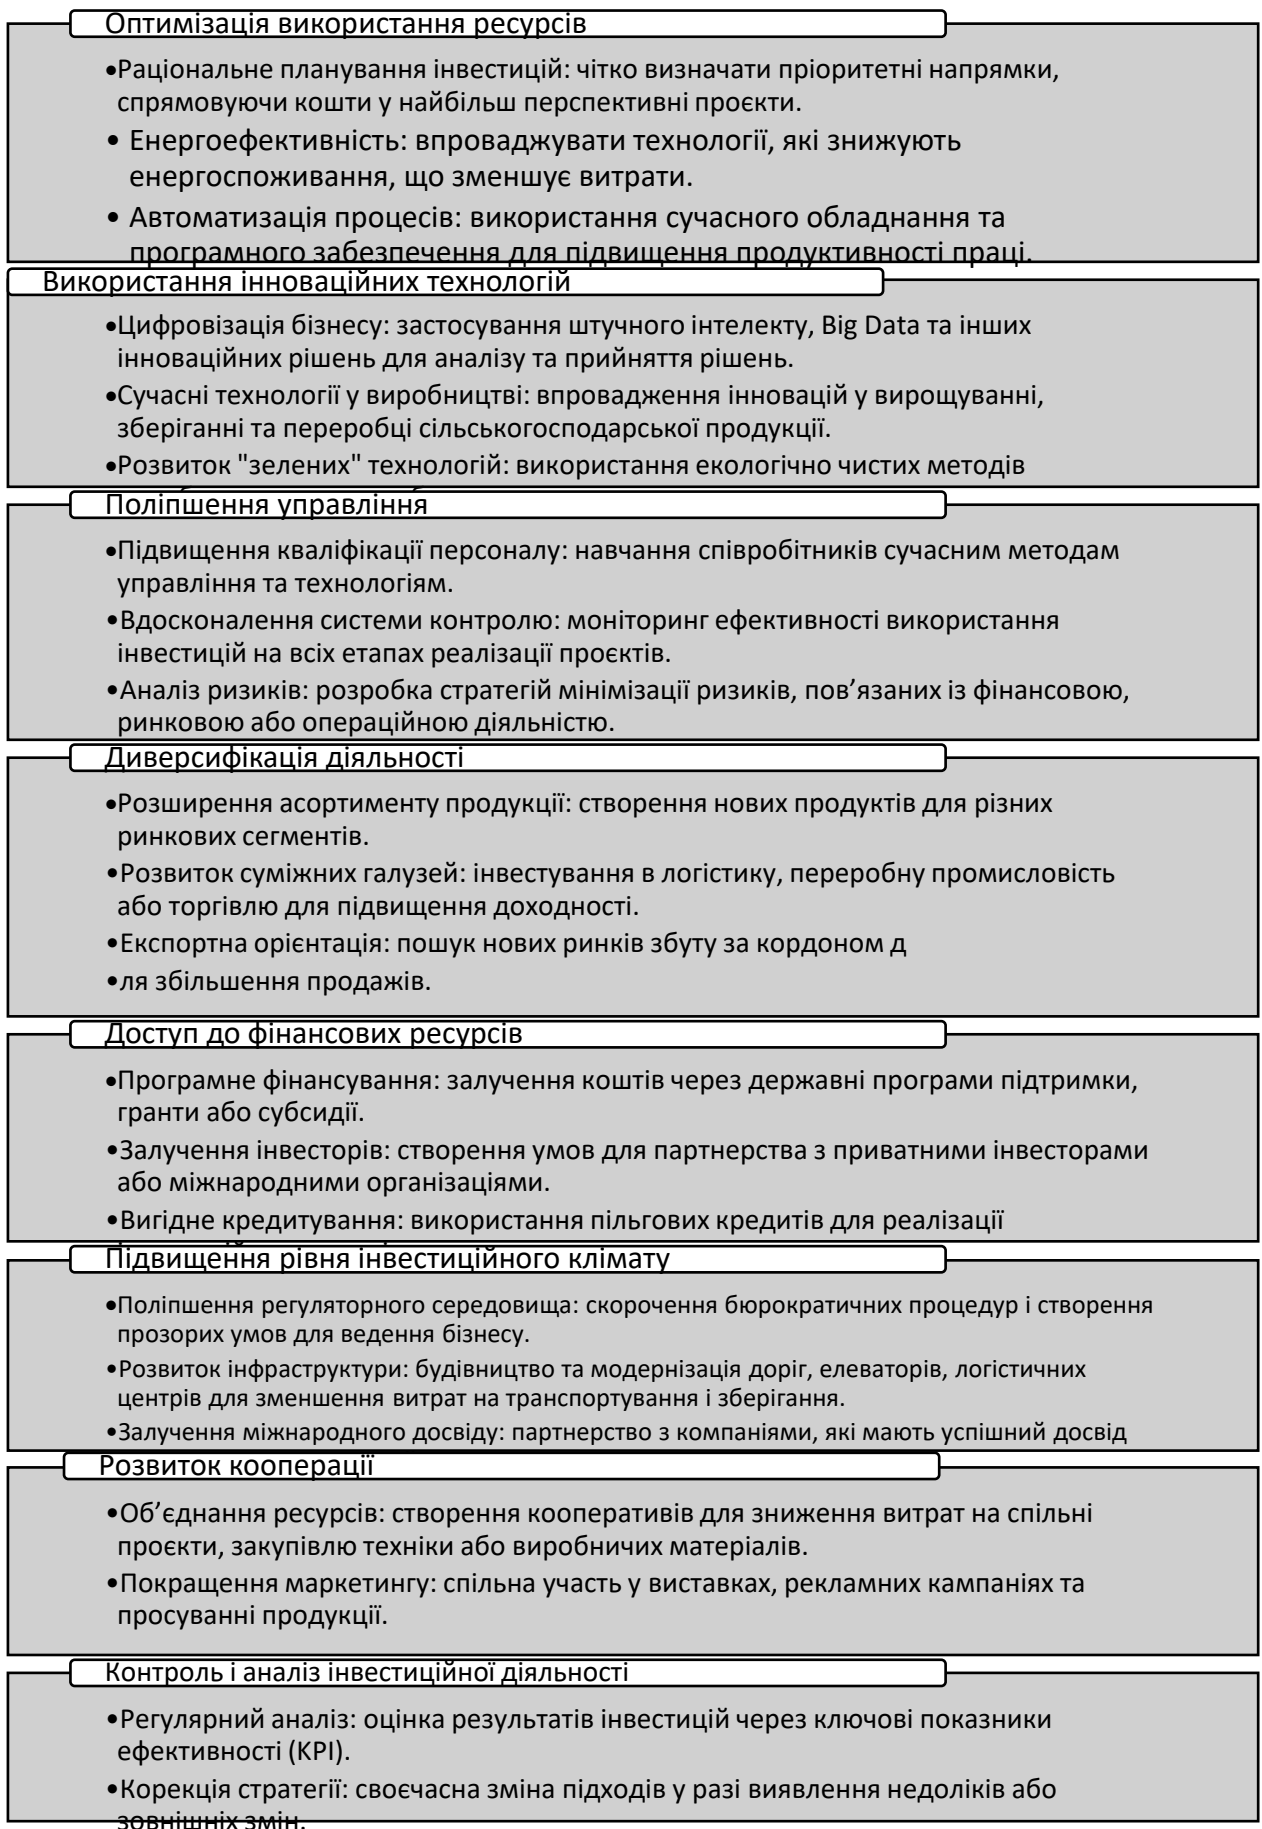 Оптимізація використання ресурсів
•Раціональне планування інвестицій: чітко визначати пріоритетні напрямки,
спрямовуючи кошти у найбільш перспективні проєкти.
• Енергоефективність: впроваджувати технології, які знижують
енергоспоживання, що зменшує витрати.
• Автоматизація процесів: використання сучасного обладнання та
програмного забезпечення для підвищення продуктивності праці.
Використання інноваційних технологій
•Цифровізація бізнесу: застосування штучного інтелекту, Big Data та інших
інноваційних рішень для аналізу та прийняття рішень.
•Сучасні технології у виробництві: впровадження інновацій у вирощуванні,
зберіганні та переробці сільськогосподарської продукції.
•Розвиток "зелених" технологій: використання екологічно чистих методів
Поліпшення управління
•Підвищення кваліфікації персоналу: навчання співробітників сучасним методам
управління та технологіям.
•Вдосконалення системи контролю: моніторинг ефективності використання
інвестицій на всіх етапах реалізації проєктів.
•Аналіз ризиків: розробка стратегій мінімізації ризиків, пов’язаних із фінансовою,
ринковою або операційною діяльністю.
Диверсифікація діяльності
•Розширення асортименту продукції: створення нових продуктів для різних
ринкових сегментів.
•Розвиток суміжних галузей: інвестування в логістику, переробну промисловість
або торгівлю для підвищення доходності.
•Експортна орієнтація: пошук нових ринків збуту за кордоном д
•ля збільшення продажів.
Доступ до фінансових ресурсів
•Програмне фінансування: залучення коштів через державні програми підтримки,
гранти або субсидії.
•Залучення інвесторів: створення умов для партнерства з приватними інвесторами
або міжнародними організаціями.
•Вигідне кредитування: використання пільгових кредитів для реалізації
Підвищення рівня інвестиційного клімату
•Поліпшення регуляторного середовища: скорочення бюрократичних процедур і створення
прозорих умов для ведення бізнесу.
•Розвиток інфраструктури: будівництво та модернізація доріг, елеваторів, логістичних
центрів для зменшення витрат на транспортування і зберігання.
•Залучення міжнародного досвіду: партнерство з компаніями, які мають успішний досвід
Розвиток кооперації
•Об’єднання ресурсів: створення кооперативів для зниження витрат на спільні
проєкти, закупівлю техніки або виробничих матеріалів.
•Покращення маркетингу: спільна участь у виставках, рекламних кампаніях та
просуванні продукції.
Контроль і аналіз інвестиційної діяльності
•Регулярний аналіз: оцінка результатів інвестицій через ключові показники
ефективності (KPI).
•Корекція стратегії: своєчасна зміна підходів у разі виявлення недоліків або
зовнішніх змін.